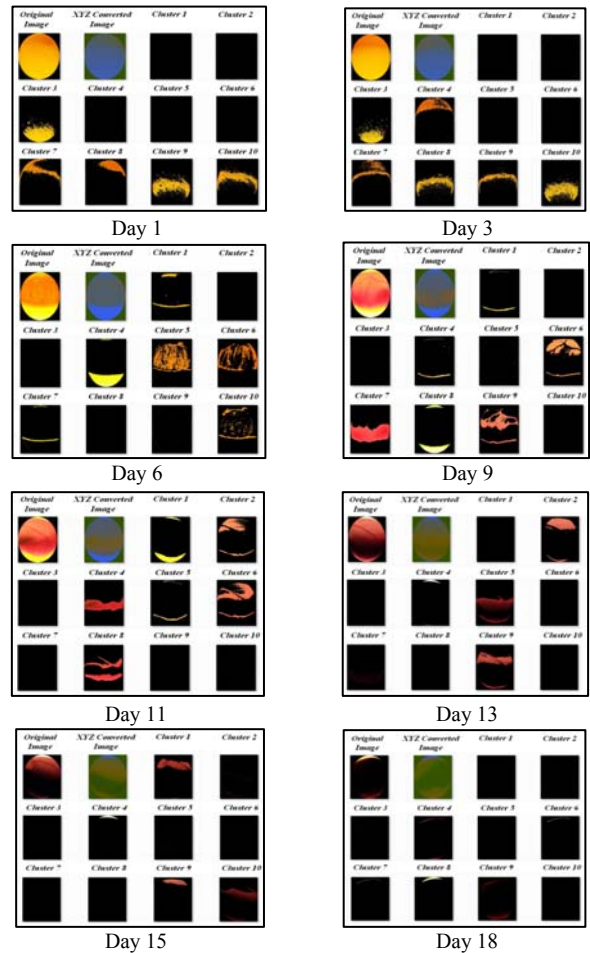 Original Image XYZ Converted Image Cluster 1 Cluster 2
Cluster 3 Cluster 4 Cluster 5 Cluster 6
Cluster 7 Cluster 8 Cluster 9 Cluster 10
Day 1
Original Image XYZ Converted Image Cluster 1 Cluster 2
Cluster 3 Cluster 4 Cluster 5 Cluster 6
Cluster 7 Cluster 8 Cluster 9 Cluster 10
Day 3
Original Image XYZ Converted Image Cluster 1 Cluster 2
Cluster 3 Cluster 4 Cluster 5 Cluster 6
Cluster 7 Cluster 8 Cluster 9 Cluster 10
Day 6
Original Image XYZ Converted Image Cluster 1 Cluster 2
Cluster 3 Cluster 4 Cluster 5 Cluster 6
Cluster 7 Cluster 8 Cluster 9 Cluster 10
Day 9
Original Image XYZ Converted Image Cluster 1 Cluster 2
Cluster 3 Cluster 4 Cluster 5 Cluster 6
Cluster 7 Cluster 8 Cluster 9 Cluster 10
Day 11
Original Image XYZ Converted Image Cluster 1 Cluster 2
Cluster 3 Cluster 4 Cluster 5 Cluster 6
Cluster 7 Cluster 8 Cluster 9 Cluster 10
Day 13
Original Image XYZ Converted Image Cluster 1 Cluster 2
Cluster 3 Cluster 4 Cluster 5 Cluster 6
Cluster 7 Cluster 8 Cluster 9 Cluster 10
Day 15
Original Image XYZ Converted Image Cluster 1 Cluster 2
Cluster 3 Cluster 4 Cluster 5 Cluster 6
Cluster 7 Cluster 8 Cluster 9 Cluster 10
Day 18